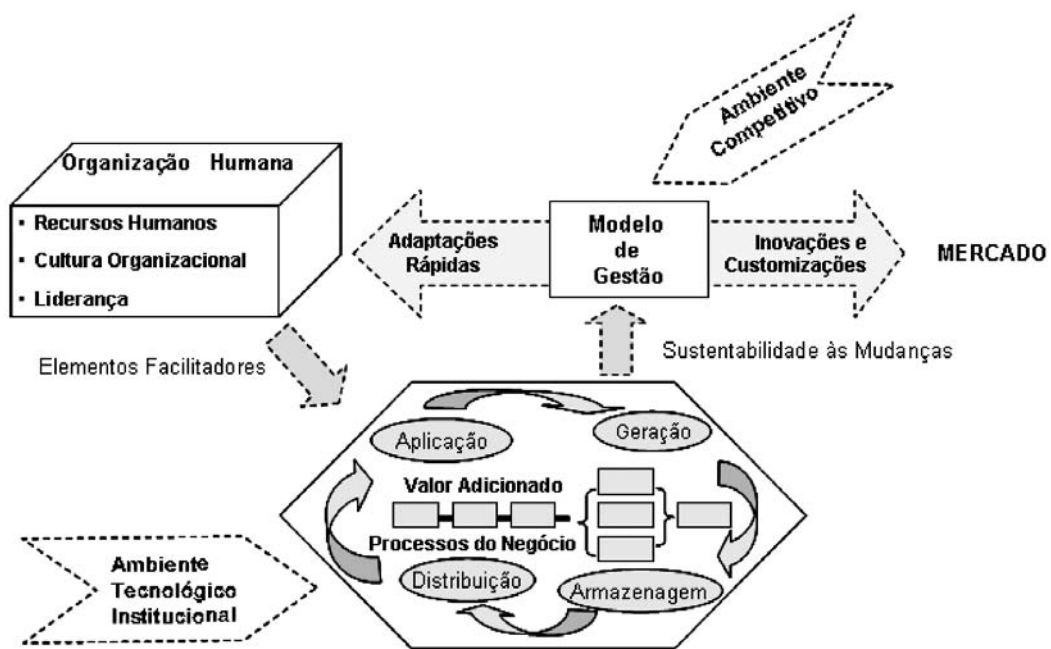 Ambiente
Competitivo
Organização Humana
• Recursos Humanos
• Cultura Organizacional
• Liderança
Adaptações
Rápidas
Modelo
de
Gestão
Inovações e
Customizações
MERCADO
Elementos Facilitadores
Sustentabilidade às Mudanças
Aplicação
Geração
Valor Adicionado
Processos do Negócio
Distribuição
Armazenagem
Ambiente
Tecnológico
Institucional